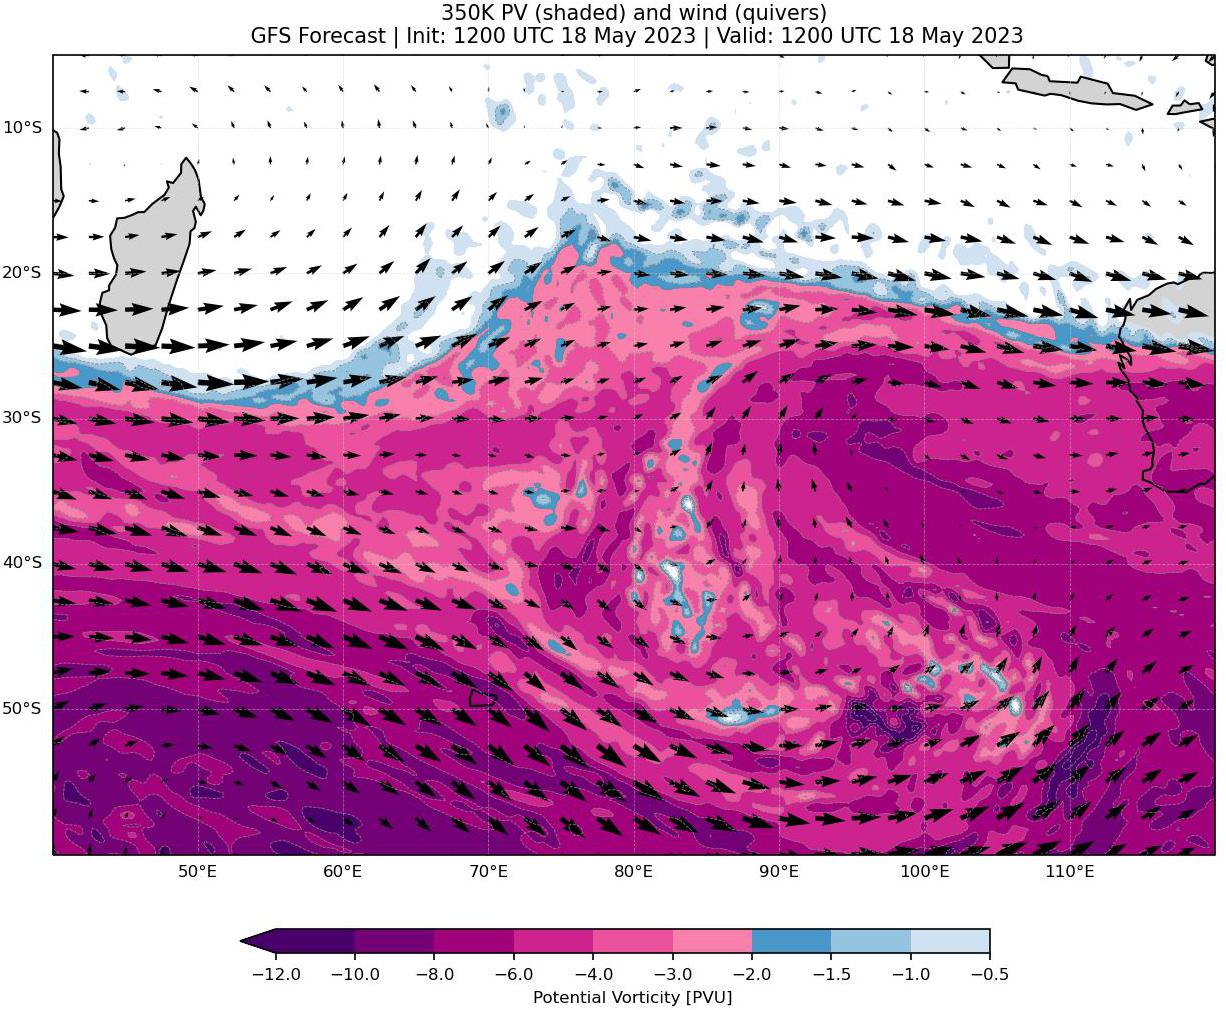 350K PV (shaded) and wind (quivers)
GFS Forecast | Init: 1200 UTC 18 May 2023 | Valid: 1200 UTC 18 May 2023
10°S
20°S
30°S
40°S
50°S
50°E 60°E 70°E 80°E 90°E 100°E 110°E
−12.0 −10.0 −8.0 −6.0 −4.0 −3.0 −2.0 −1.5 −1.0 −0.5
Potential Vorticity [PVU]